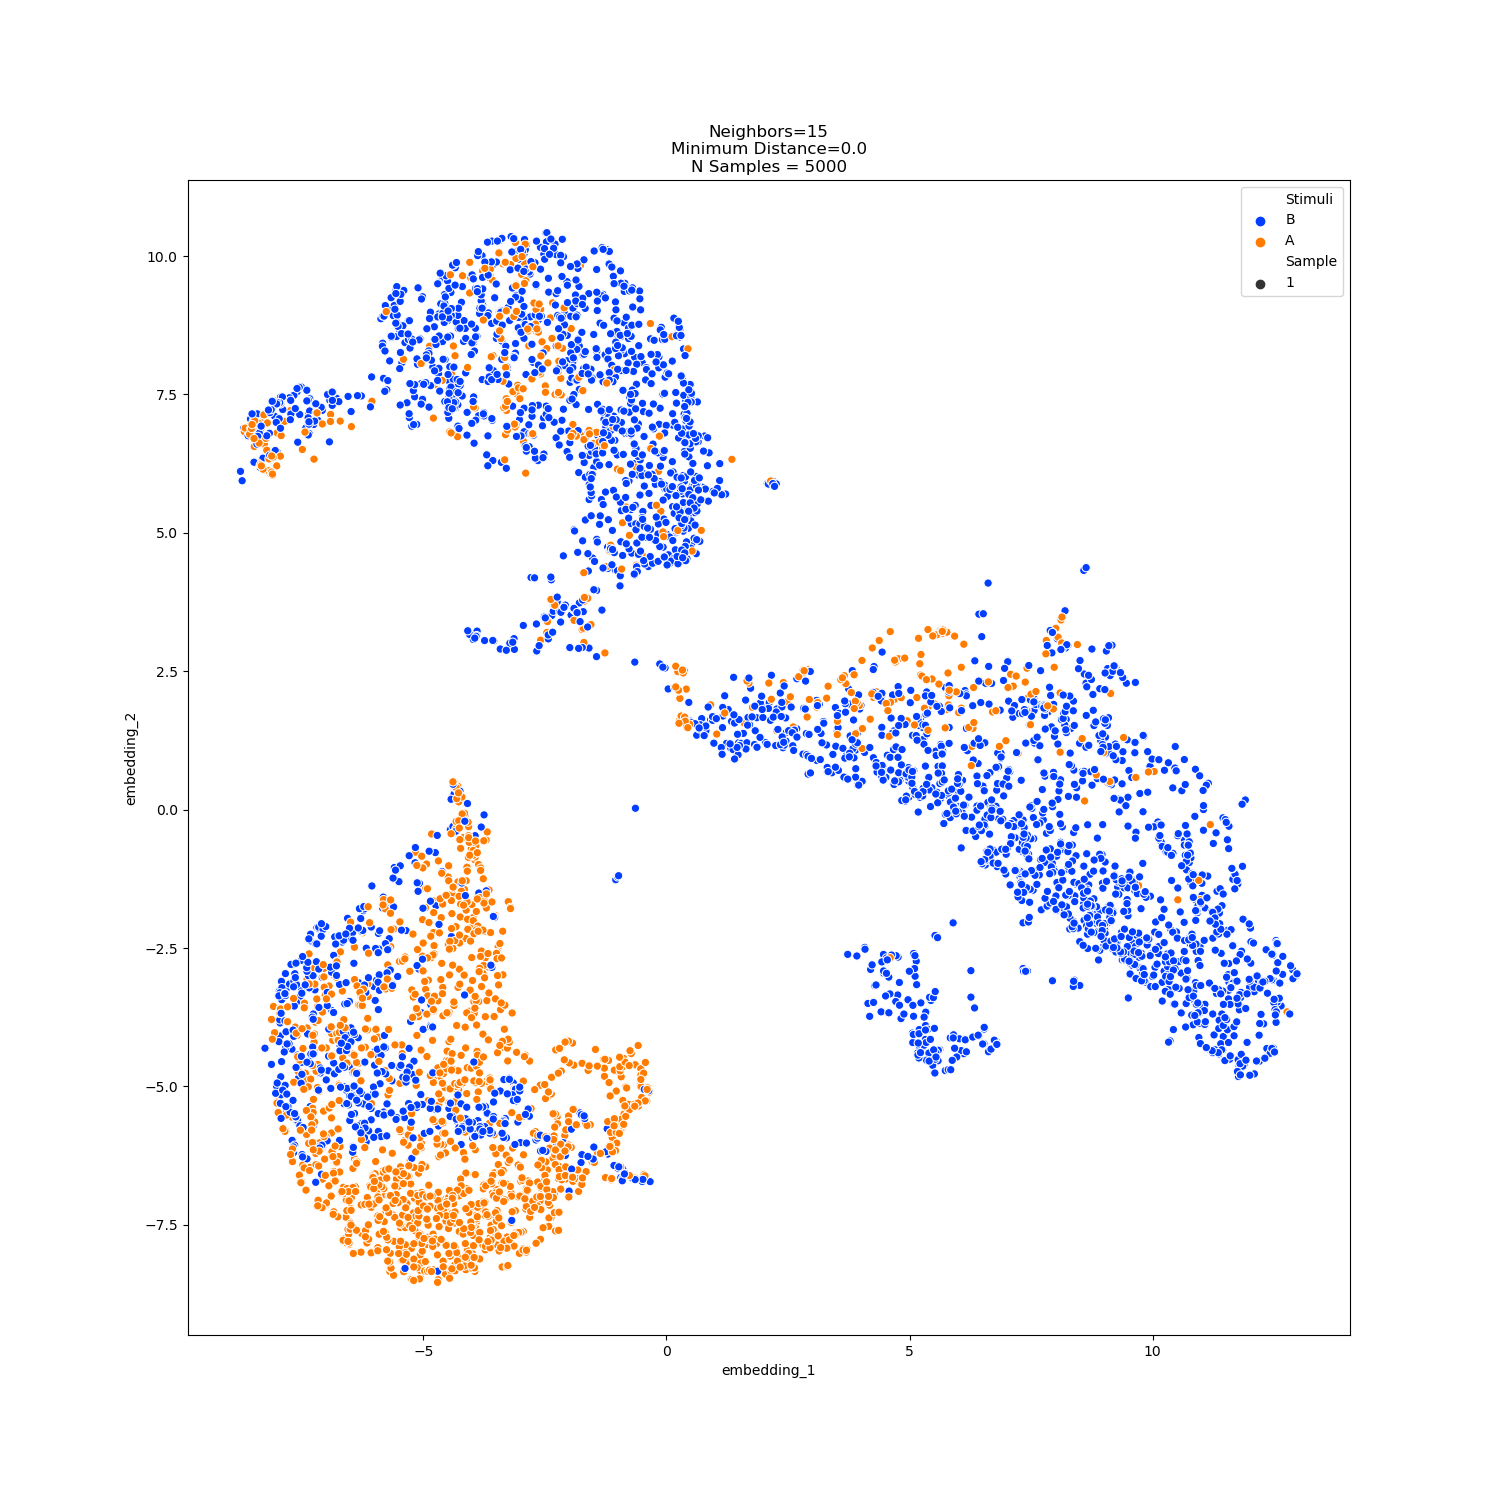 Neighbors=15
Minimum Distance=0.0
N Samples = 5000
Stimuli
B
A
Sample
1
10.0
7.5
5.0
2.5
0.0
−2.5
−5.0
−7.5
embedding_2
−5
0
5
10
embedding_1